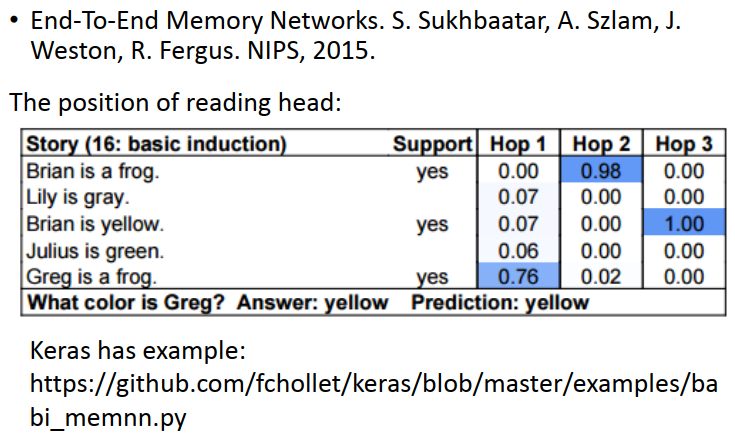 • End-To-End Memory Networks. S. Sukhbaatar, A. Szlam, J.
Weston, R. Fergus. NIPS, 2015.
The position of reading head:
Story (16: basic induction) Support Hop 1 Hop 2 Hop 3
Brian is a frog. yes 0.00 0.98 0.00
Lily is gray. 0.07 0.00 0.00
Brian is yellow. yes 0.07 0.00 1.00
Julius is green. 0.06 0.00 0.00
Greg is a frog. yes 0.76 0.02 0.00
What color is Greg? Answer: yellow Prediction: yellow
Keras has example:
https://github.com/fchollet/keras/blob/master/examples/ba
bi_memnn.py